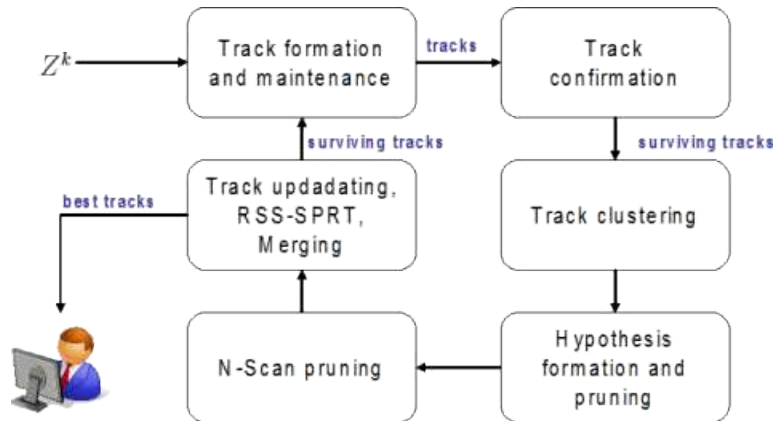 Z^k
Track formation
and maintenance
tracks
Track
confirmation
surviving tracks
surviving tracks
best tracks
Track updadating,
RSS-SPRT,
Merging
Track clustering
N-Scan pruning
Hypothesis
formation and
pruning